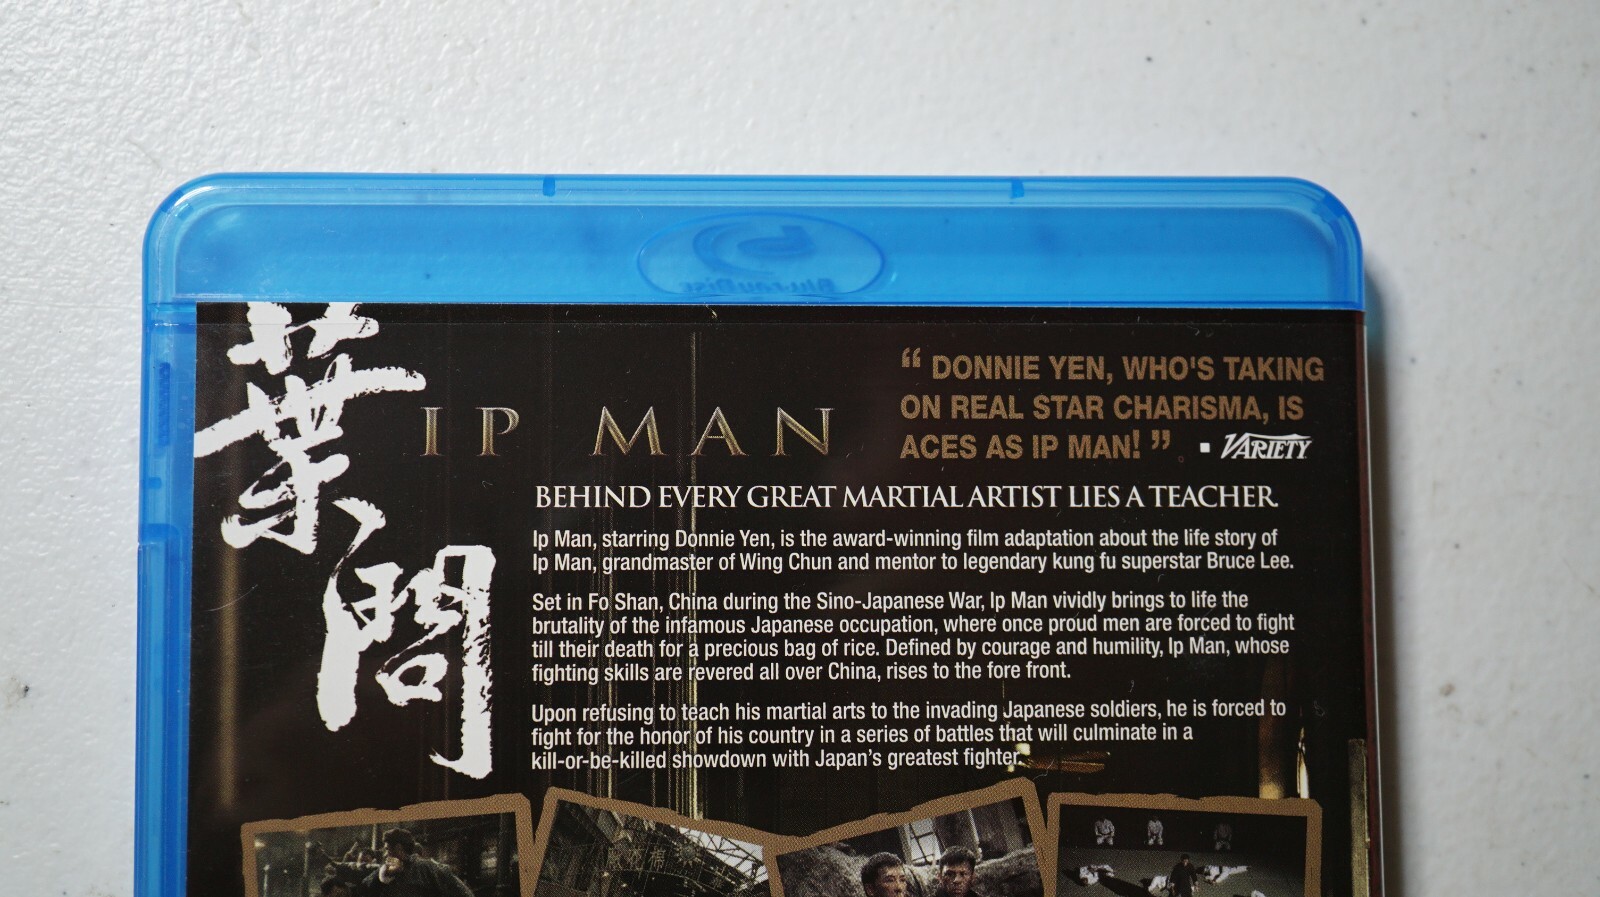 Blu-ray Disc
葉問
IP MAN
“ DONNIE YEN, WHO'S TAKING
ON REAL STAR CHARISMA, IS
ACES AS IP MAN! ” ▪ VARIETY
BEHIND EVERY GREAT MARTIAL ARTIST LIES A TEACHER.
Ip Man, starring Donnie Yen, is the award-winning film adaptation about the life story of
Ip Man, grandmaster of Wing Chun and mentor to legendary kung fu superstar Bruce Lee.
Set in Fo Shan, China during the Sino-Japanese War, Ip Man vividly brings to life the
brutality of the infamous Japanese occupation, where once proud men are forced to fight
till their death for a precious bag of rice. Defined by courage and humility, Ip Man, whose
fighting skills are revered all over China, rises to the fore front.
Upon refusing to teach his martial arts to the invading Japanese soldiers, he is forced to
fight for the honor of his country in a series of battles that will culminate in a
kill-or-be-killed showdown with Japan’s greatest fighter.